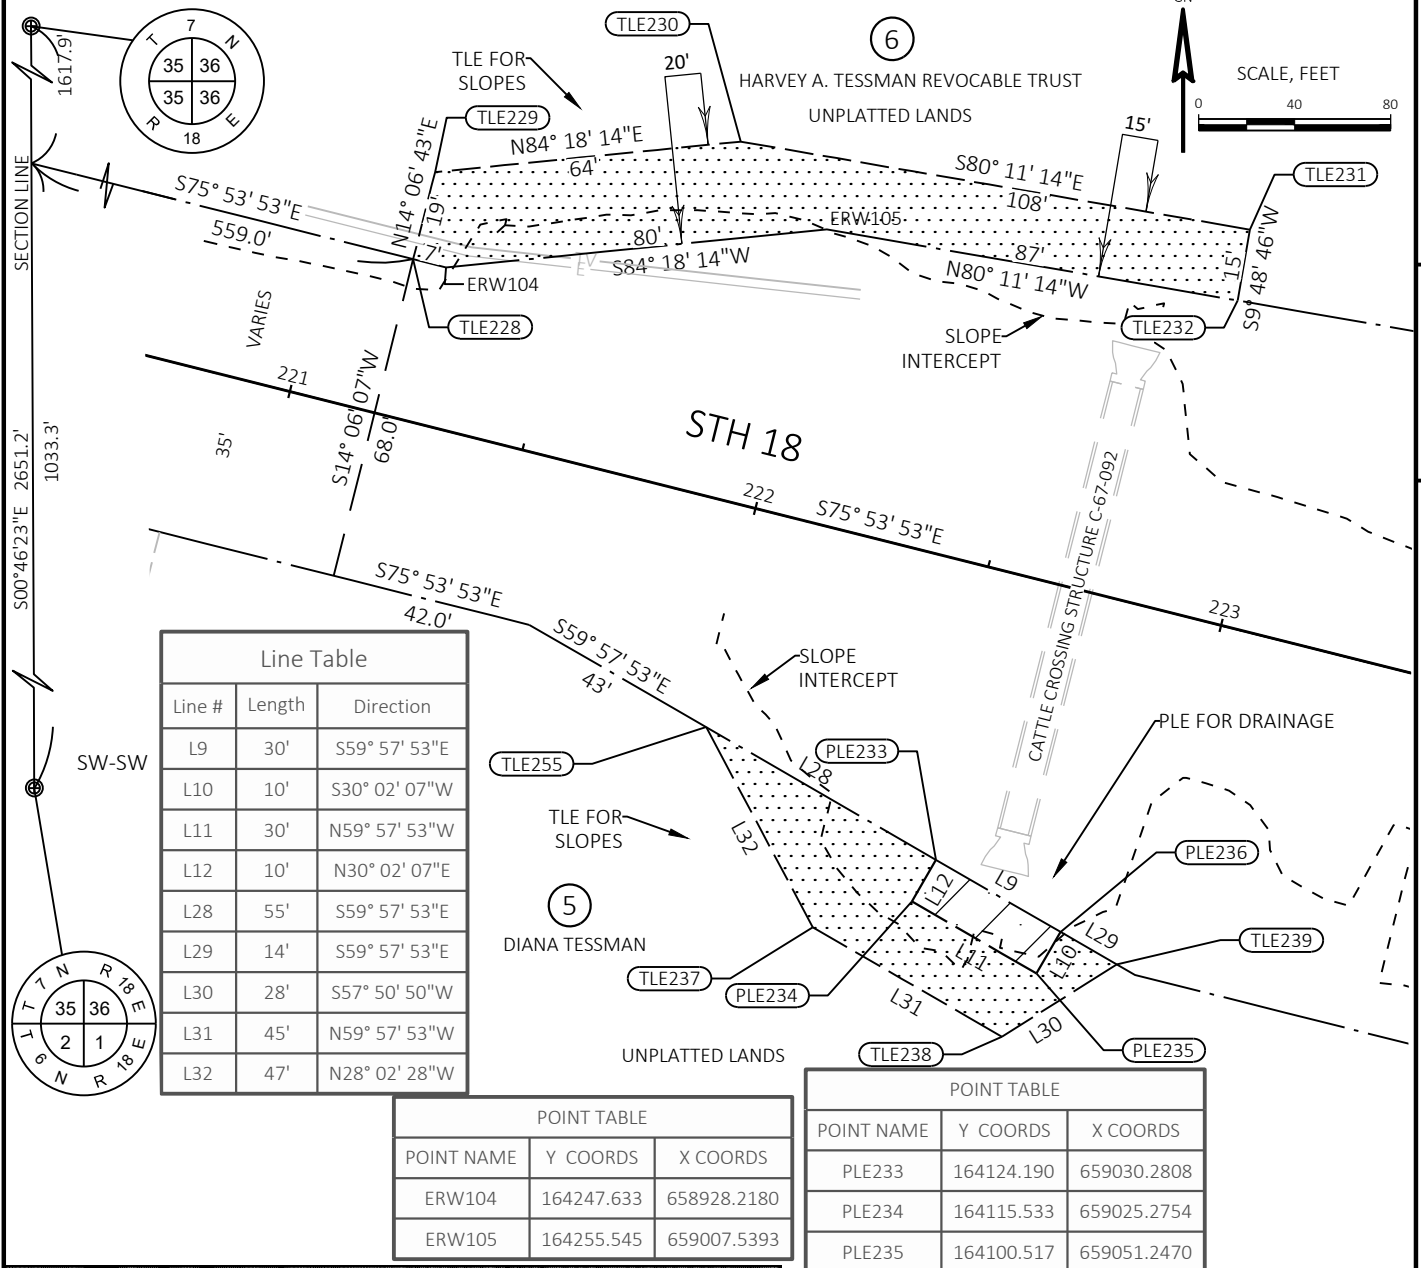 TLE230
6
TLE FOR
SLOPES
20'
HARVEY A. TESSMAN REVOCABLE TRUST
UNPLATTED LANDS
SCALE, FEET
0 40 80
1617.9'
T 7 N
35 36
35 36
R 18 E
TLE229
N84° 18' 14"E
64'
15'
S80° 11' 14"E
108'
TLE231
SECTION LINE
S75° 53' 53"E
559.0'
N14° 06' 43"E
19'
7'
80'
S84° 18' 14"W
ERW105
87'
N80° 11' 14"W
15'
S9° 48' 46"W
ERW104
TLE228
TLE232
SLOPE
INTERCEPT
VARIES
221
S14° 06' 07"W
68.0'
35'
STH 18
S00°46'23"E 2651.2'
1033.3'
222
S75° 53' 53"E
223
CATTLE CROSSING STRUCTURE C-67-092
S75° 53' 53"E
42.0'
S59° 57' 53"E
43'
SLOPE
INTERCEPT
PLE FOR DRAINAGE
SW-SW
TLE255
PLE233
L28
TLE FOR
SLOPES
L32
PLE236
L12
L9
L29
5
DIANA TESSMAN
TLE239
L11
L10
TLE237
PLE234
L31
L30
UNPLATTED LANDS
TLE238
PLE235
T 7 N R 18 E
35 36
2 1
T 6 N R 18 E
Line Table
Line # Length Direction
L9 30' S59° 57' 53"E
L10 10' S30° 02' 07"W
L11 30' N59° 57' 53"W
L12 10' N30° 02' 07"E
L28 55' S59° 57' 53"E
L29 14' S59° 57' 53"E
L30 28' S57° 50' 50"W
L31 45' N59° 57' 53"W
L32 47' N28° 02' 28"W
POINT TABLE
POINT NAME Y COORDS X COORDS
ERW104 164247.633 658928.2180
ERW105 164255.545 659007.5393
POINT TABLE
POINT NAME Y COORDS X COORDS
PLE233 164124.190 659030.2808
PLE234 164115.533 659025.2754
PLE235 164100.517 659051.2470